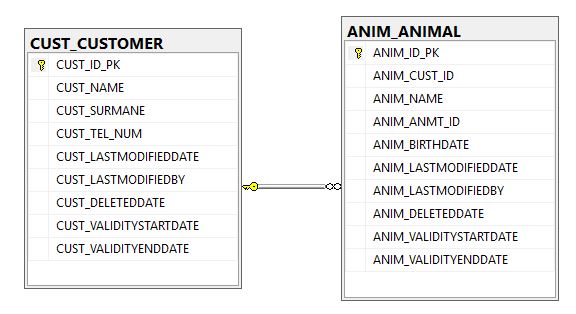 CUST_CUSTOMER
CUST_ID_PK
CUST_NAME
CUST_SURMANE
CUST_TEL_NUM
CUST_LASTMODIFIEDDATE
CUST_LASTMODIFIEDBY
CUST_DELETEDDATE
CUST_VALIDITYSTARTDATE
CUST_VALIDITYENDDATE
ANIM_ANIMAL
ANIM_ID_PK
ANIM_CUST_ID
ANIM_NAME
ANIM_ANMT_ID
ANIM_BIRTHDATE
ANIM_LASTMODIFIEDDATE
ANIM_LASTMODIFIEDBY
ANIM_DELETEDDATE
ANIM_VALIDITYSTARTDATE
ANIM_VALIDITYENDDATE